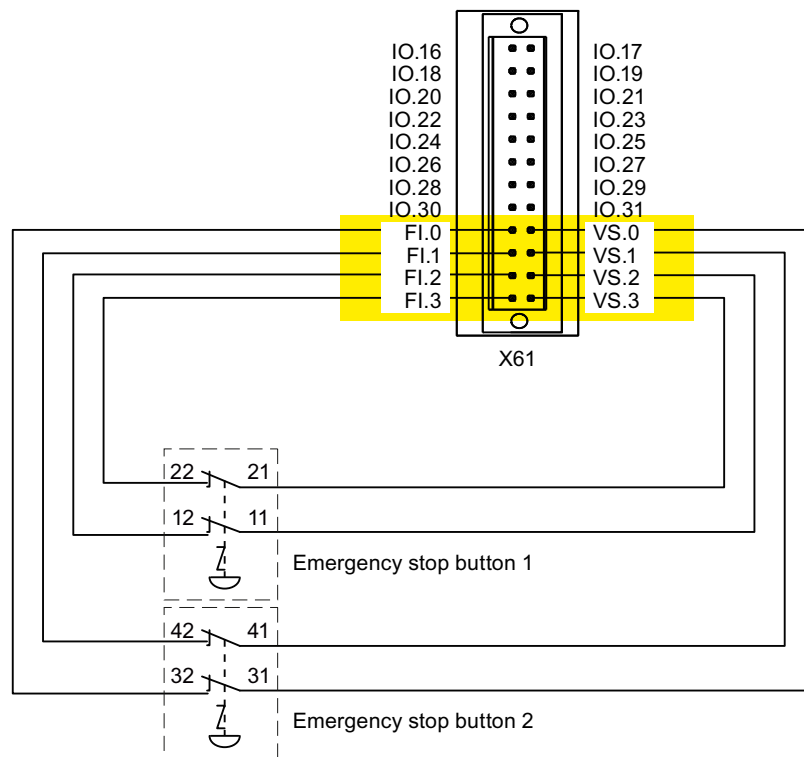 IO.16 IO.17
IO.18 IO.19
IO.20 IO.21
IO.22 IO.23
IO.24 IO.25
IO.26 IO.27
IO.28 IO.29
IO.30 IO.31
FI.0 VS.0
FI.1 VS.1
FI.2 VS.2
FI.3 VS.3
X61
22 21
12 11
Emergency stop button 1
42 41
32 31
Emergency stop button 2